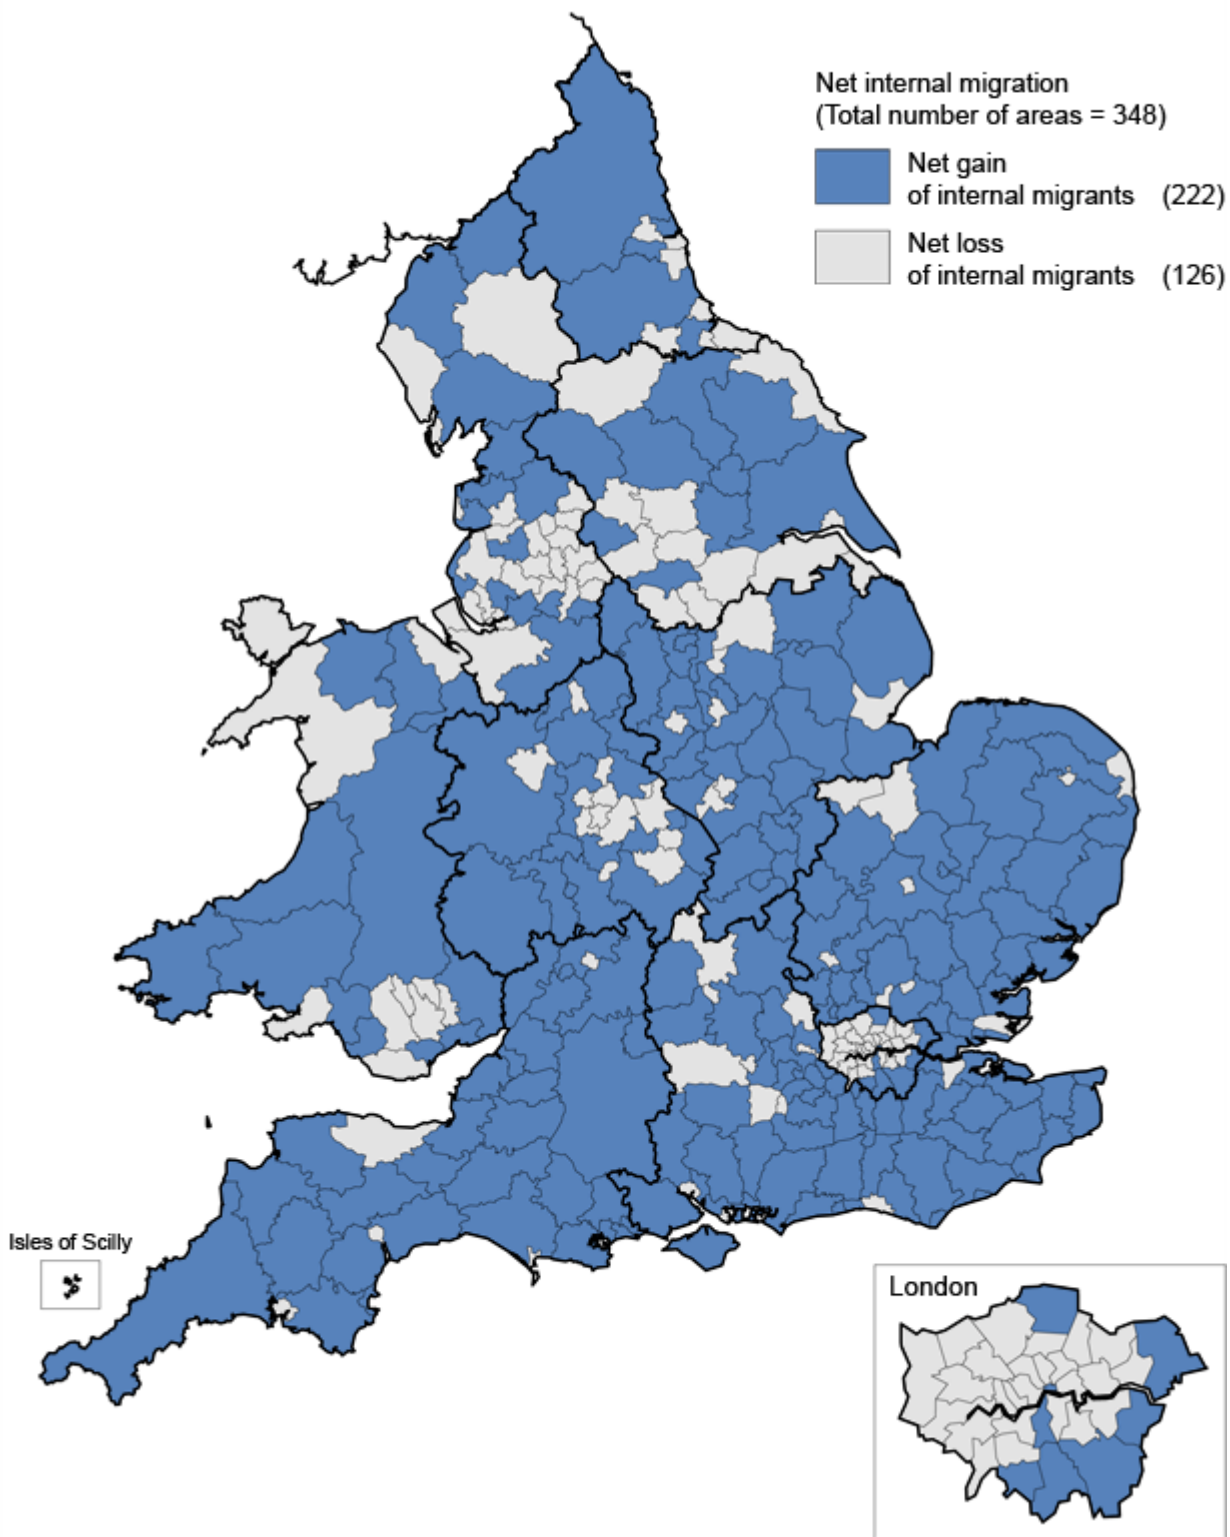 Net internal migration
(Total number of areas = 348)
Net gain
of internal migrants (222)
Net loss
of internal migrants (126)
Isles of Scilly
London